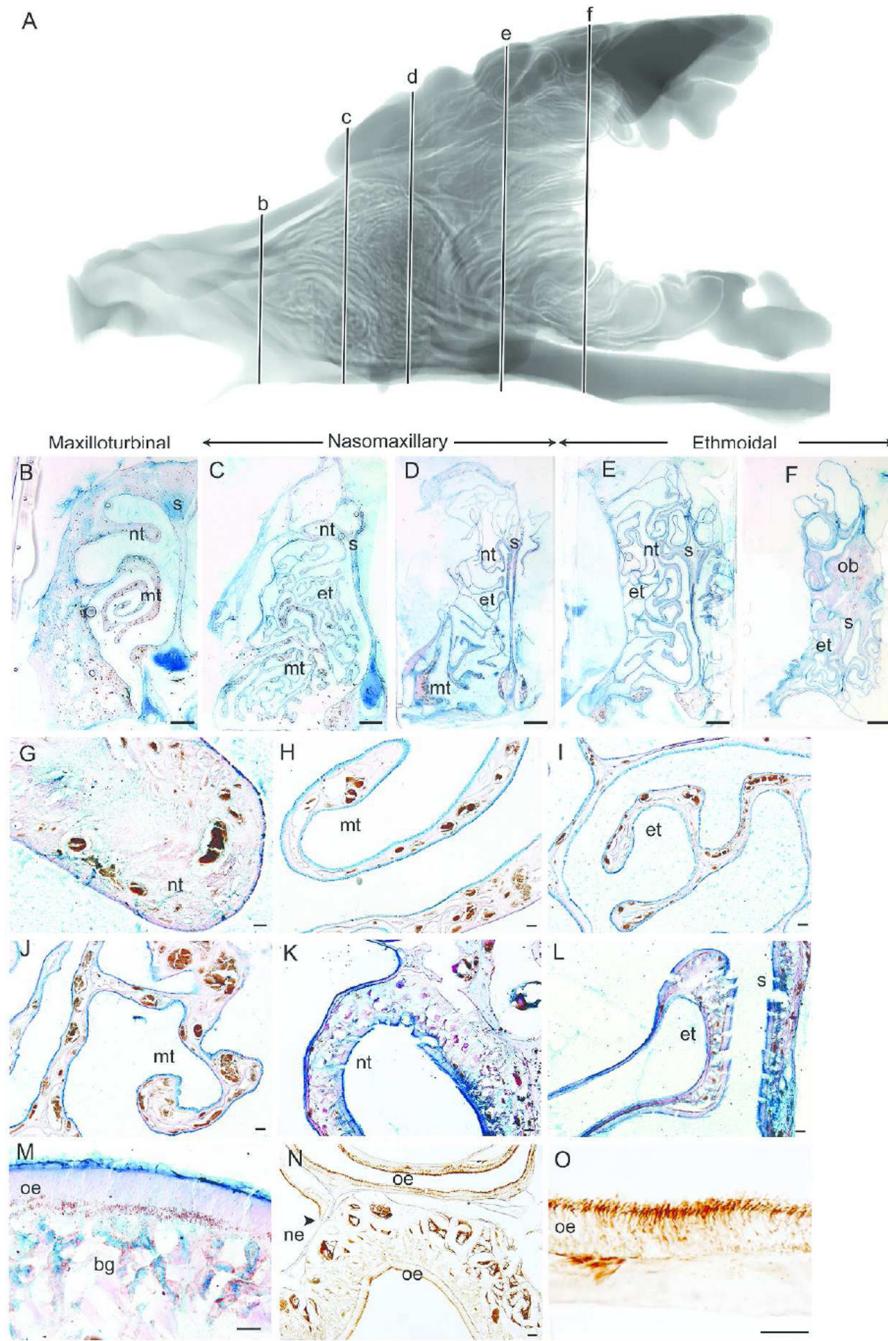 A
b
c
d
e
f
Maxilloturbinal
Nasomaxillary
Ethmoidal
B
s
nt
mt
C
nt
s
et
mt
D
nt
s
et
mt
E
nt
s
et
F
ob
s
et
G
nt
H
mt
I
et
J
mt
K
nt
L
s
et
M
oe
bg
N
oe
ne
oe
O
oe